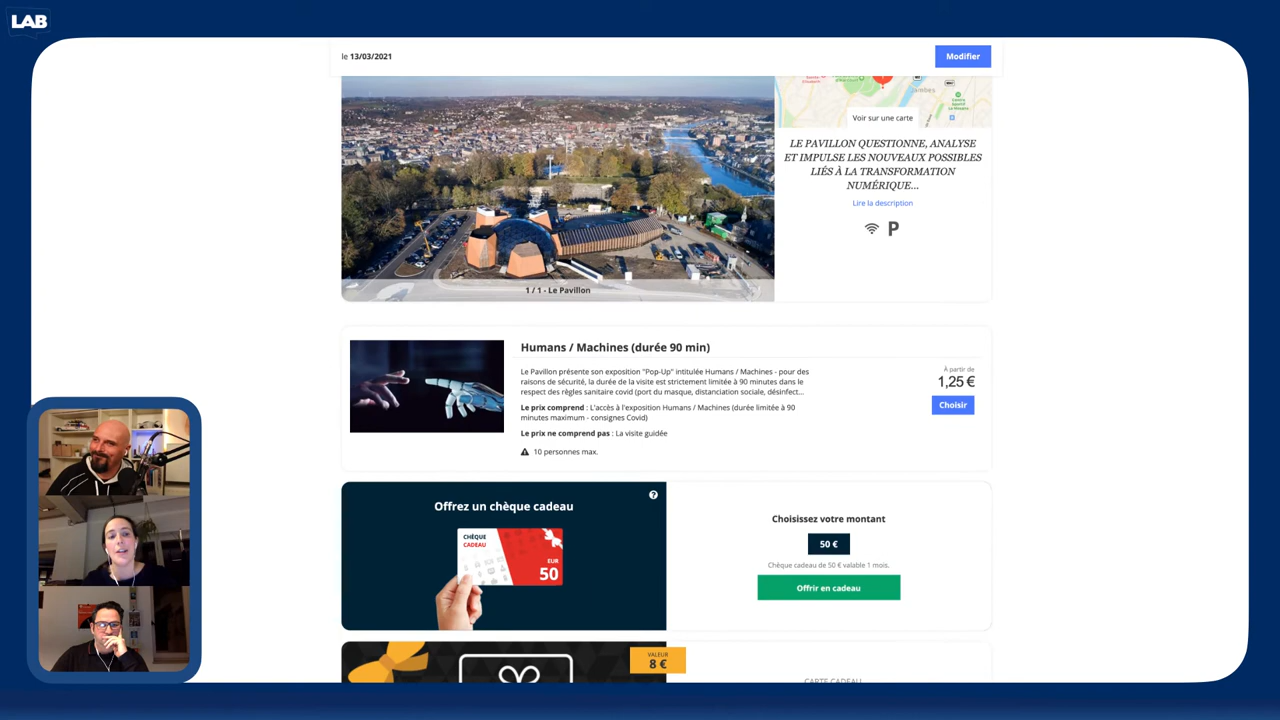 LAB
le 13/03/2021
Modifier
Jambes
Voir sur une carte
LE PAVILLON QUESTIONNE, ANALYSE
ET IMPULSE LES NOUVEAUX POSSIBLES
LIÉS À LA TRANSFORMATION
NUMÉRIQUE...
Lire la description
P
1 / 1 - Le Pavillon
Humans / Machines (durée 90 min)
Le Pavillon présente son exposition "Pop-Up" intitulée Humans / Machines - pour des
raisons de sécurité, la durée de la visite est strictement limitée à 90 minutes dans le
respect des règles sanitaire covid (port du masque, distanciation sociale, désinfect...
Le prix comprend : L'accès à l'exposition Humans / Machines (durée limitée à 90
minutes maximum - consignes Covid)
Le prix ne comprend pas : La visite guidée
10 personnes max.
À partir de
1,25 €
Choisir
Offrez un chèque cadeau
?
CHÈQUE
CADEAU
EUR
50
Choisissez votre montant
50 €
Chèque cadeau de 50 € valable 1 mois.
Offrir en cadeau
VALEUR
8 €
CARTE CADEAU